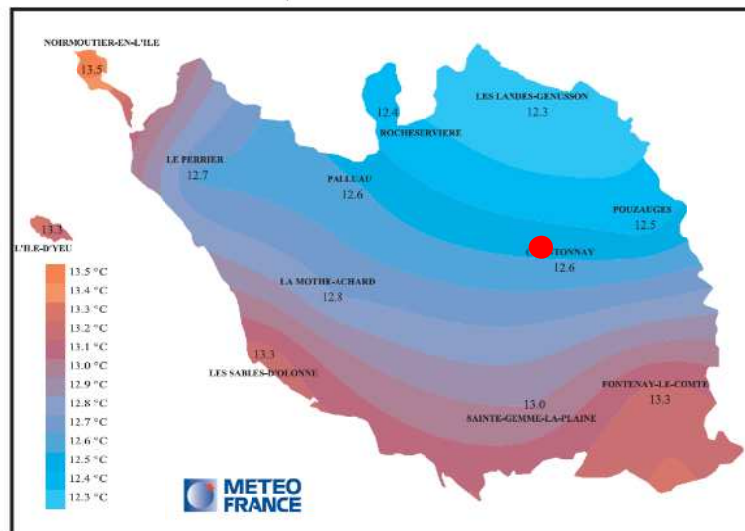 NOIRMOUTIER-EN-L'ILE
13.5
LES LANDES-GENUSSON
12.3
12.4
ROCHESERVIERE
LE PERRIER
12.7
PALLUAU
12.6
POUZAUGES
12.5
13.3
L'ILE-D'YEU
TONNAY
12.6
LA MOTHE-ACHARD
12.8
13.3
LES SABLES-D'OLONNE
FONTENAY-LE-COMTE
13.3
13.0
SAINTE-GEMME-LA-PLAINE
13.5 °C
13.4 °C
13.3 °C
13.2 °C
13.1 °C
13.0 °C
12.9 °C
12.8 °C
12.7 °C
12.6 °C
12.5 °C
12.4 °C
12.3 °C
METEO
FRANCE